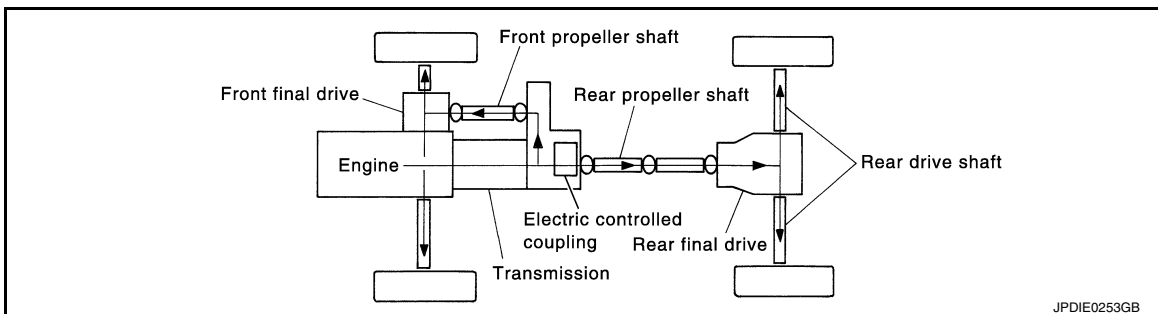 Front propeller shaft
Front final drive
Rear propeller shaft
Engine
Rear drive shaft
Electric controlled
coupling
Rear final drive
Transmission
JPDIE0253GB